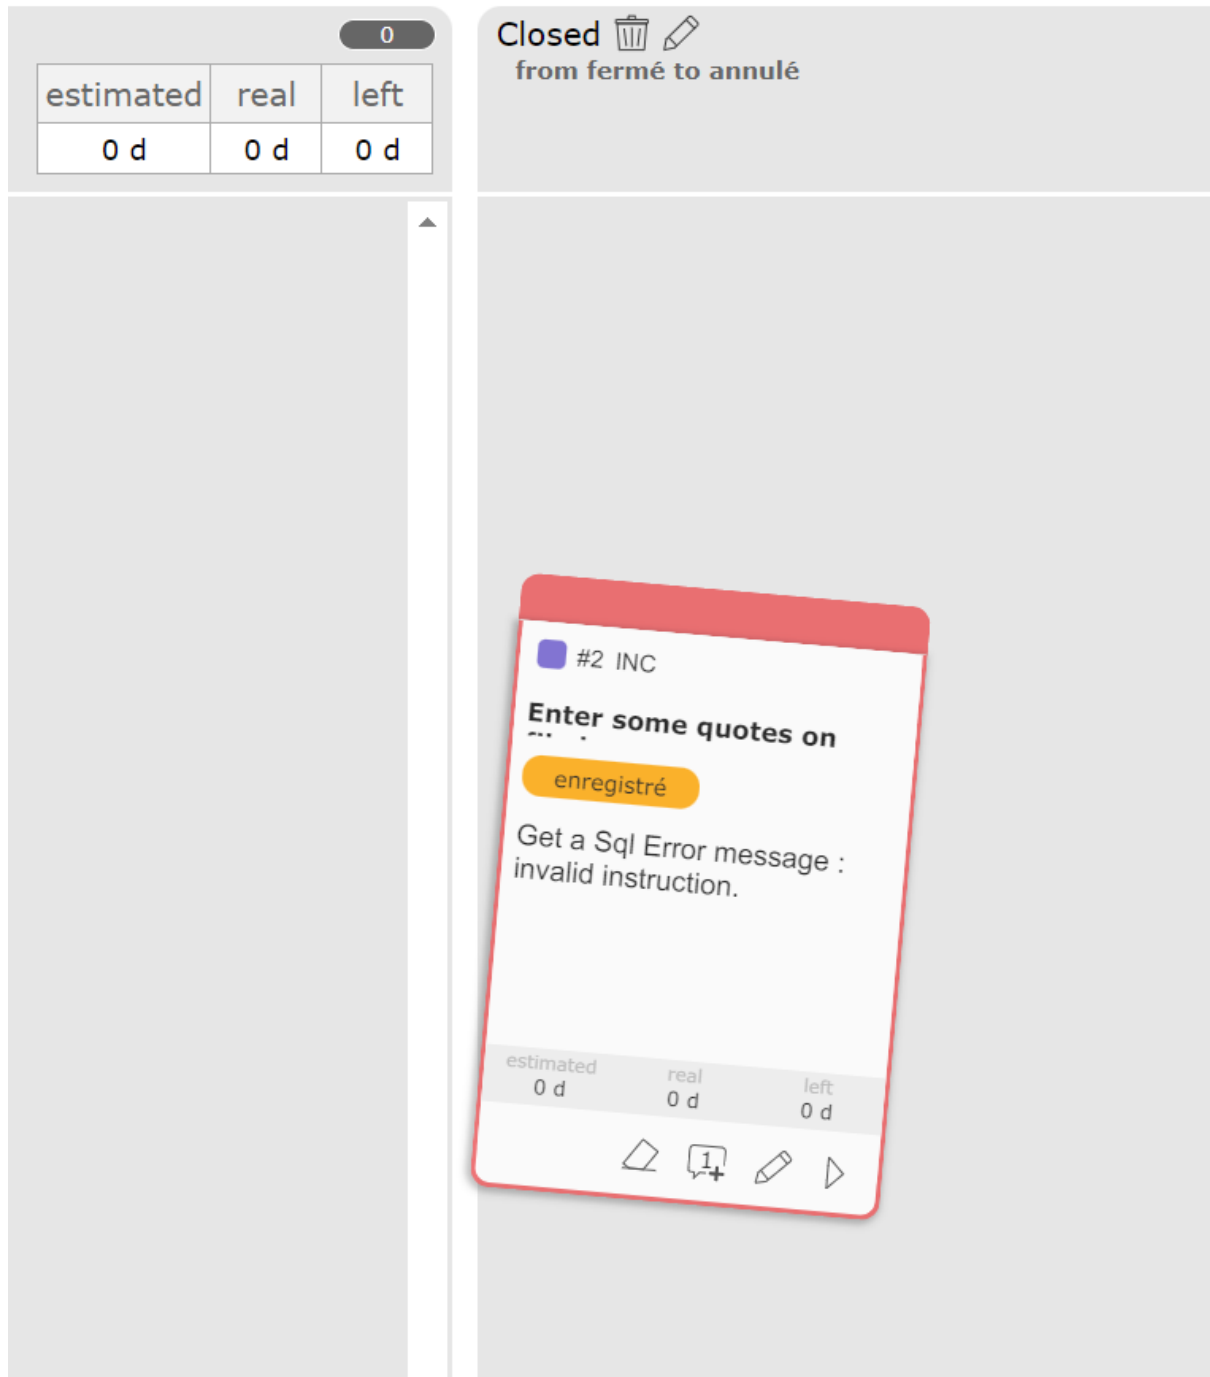 0
estimated real left
0 d 0 d 0 d
Closed
from fermé to annulé
#2 INC
Enter some quotes on
enregistré
Get a Sql Error message :
invalid instruction.
estimated real left
0 d 0 d 0 d
1